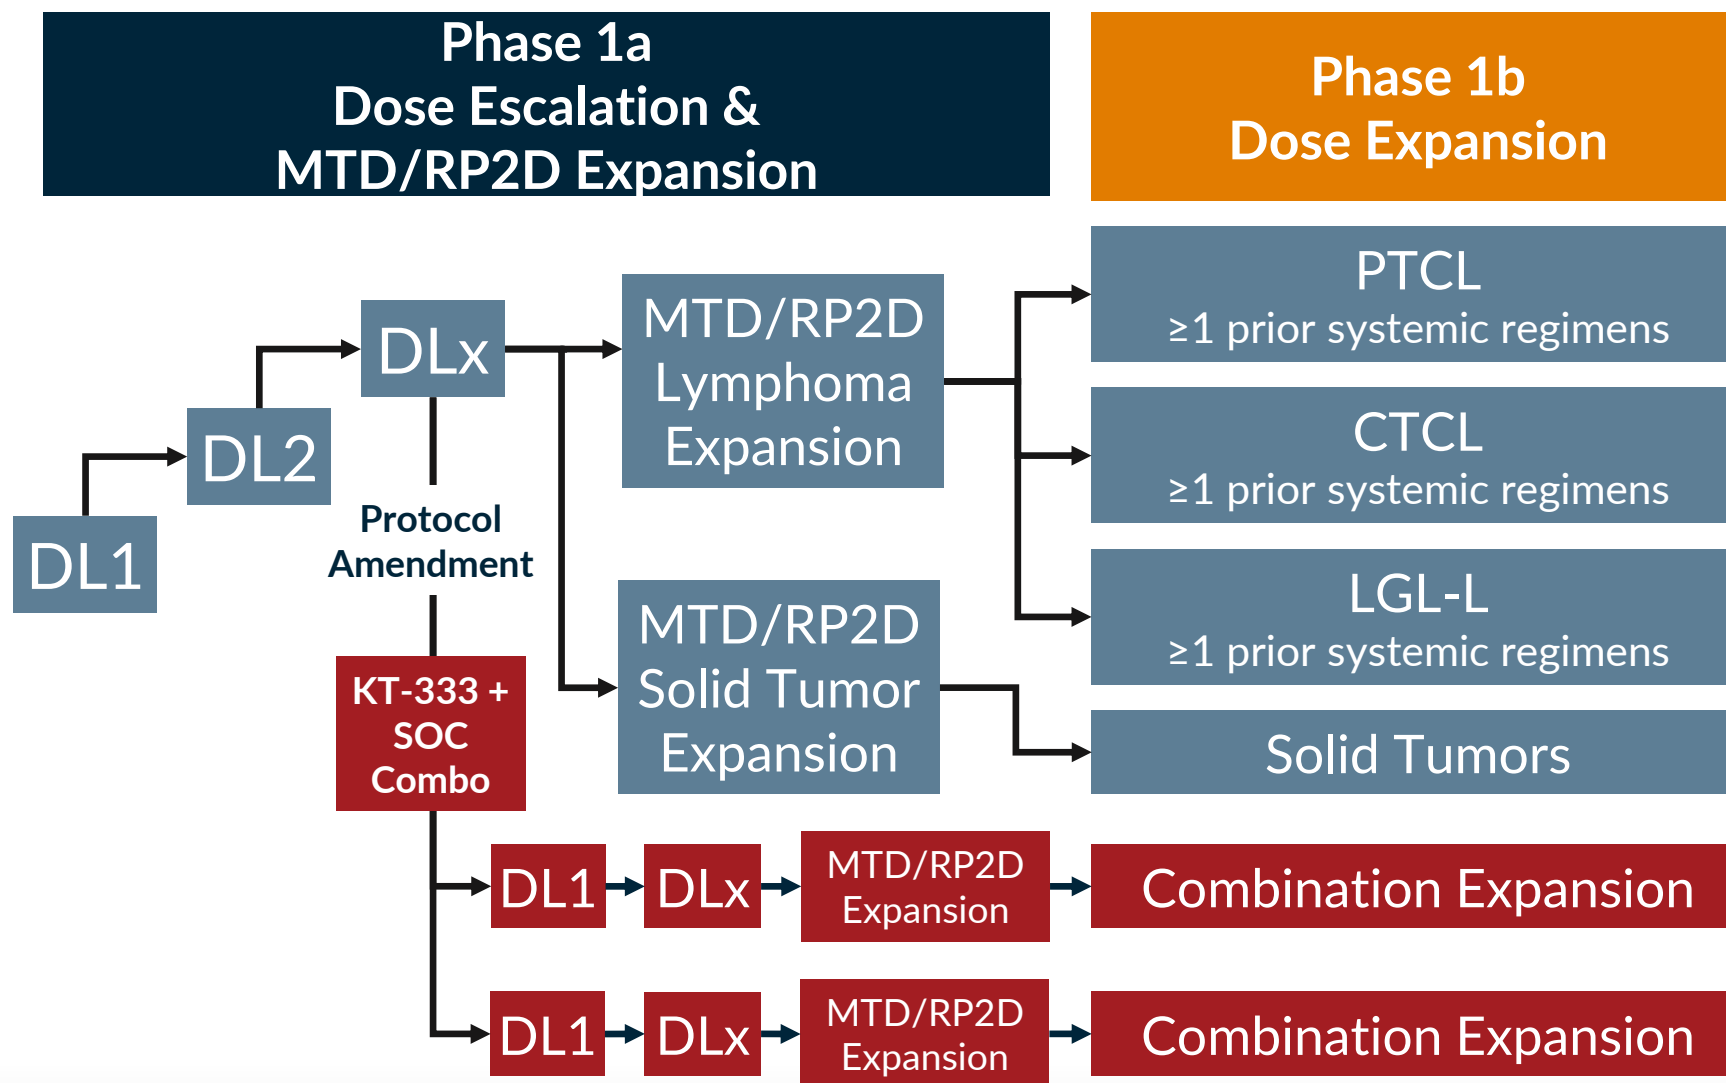 Phase 1a
Dose Escalation &
MTD/RP2D Expansion
Phase 1b
Dose Expansion
DL1
DL2
DLx
Protocol
Amendment
KT-333 +
SOC
Combo
MTD/RP2D
Lymphoma
Expansion
MTD/RP2D
Solid Tumor
Expansion
PTCL
≥1 prior systemic regimens
CTCL
≥1 prior systemic regimens
LGL-L
≥1 prior systemic regimens
Solid Tumors
DL1
DLx
MTD/RP2D
Expansion
Combination Expansion
DL1
DLx
MTD/RP2D
Expansion
Combination Expansion